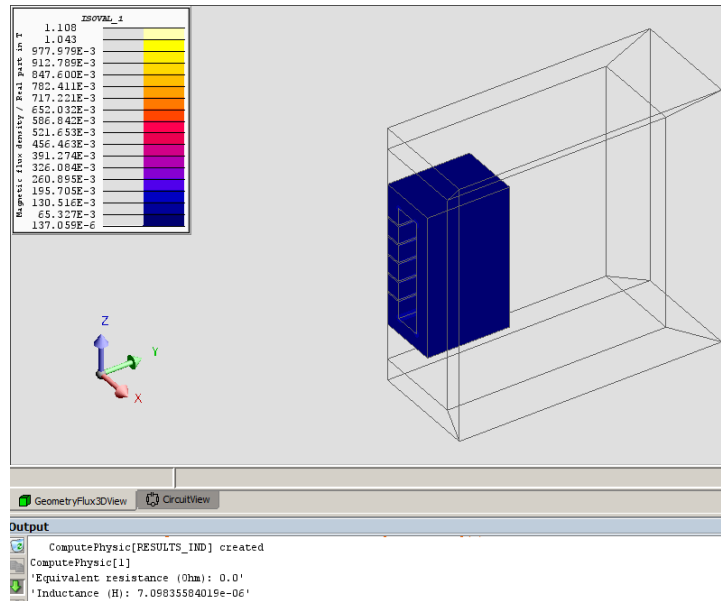 ISOVAL_1
Magnetic flux density / Real part in T
1.108
1.043
977.979E-3
912.789E-3
847.600E-3
782.411E-3
717.221E-3
652.032E-3
586.842E-3
521.653E-3
456.463E-3
391.274E-3
326.084E-3
260.895E-3
195.705E-3
130.516E-3
65.327E-3
137.059E-6
Z
Y
X
GeometryFlux3DView
CircuitView
Output
ComputePhysic[RESULTS_IND] created
ComputePhysic[1]
'Equivalent resistance (Ohm): 0.0'
'Inductance (H): 7.09835584019e-06'